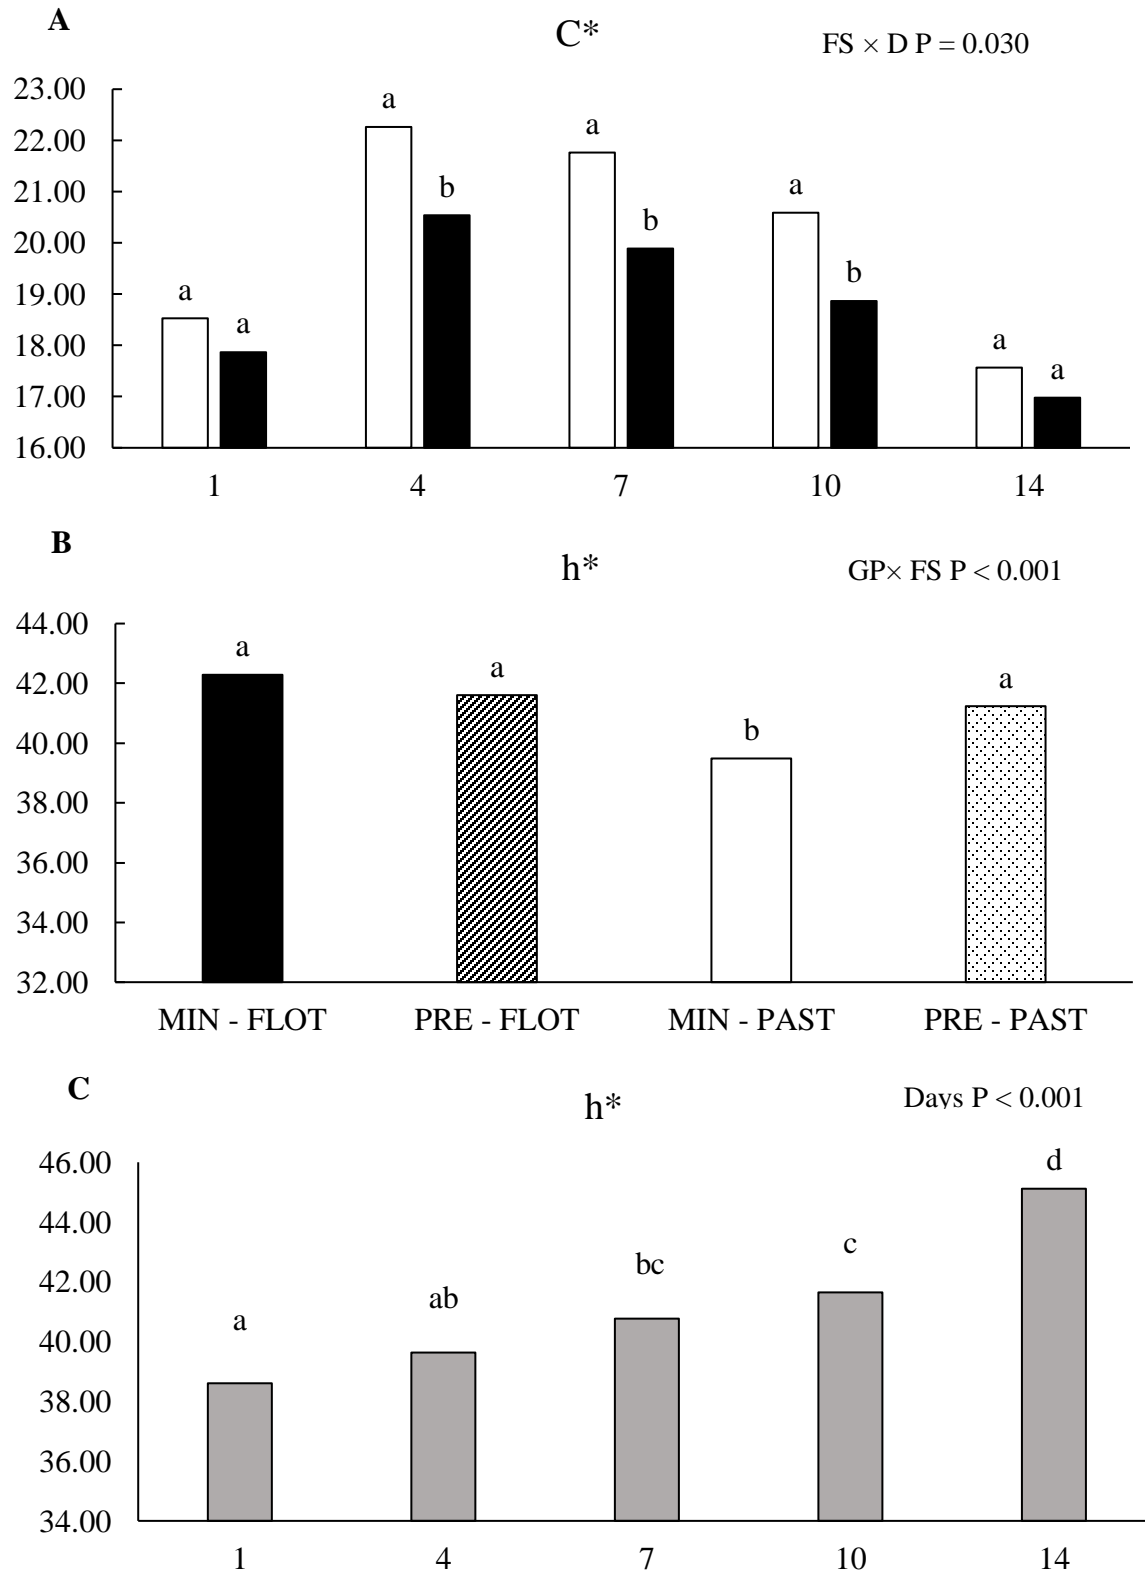 A
C*
FS × D P = 0.030
23.00
22.00
21.00
20.00
19.00
18.00
17.00
16.00
a a
a b
a b
a b
a a
1 4 7 10 14
B
h*
GP× FS P < 0.001
44.00
42.00
40.00
38.00
36.00
34.00
32.00
a a b a
MIN - FLOT PRE - FLOT MIN - PAST PRE - PAST
C
h*
Days P < 0.001
46.00
44.00
42.00
40.00
38.00
36.00
34.00
a ab bc c d
1 4 7 10 14